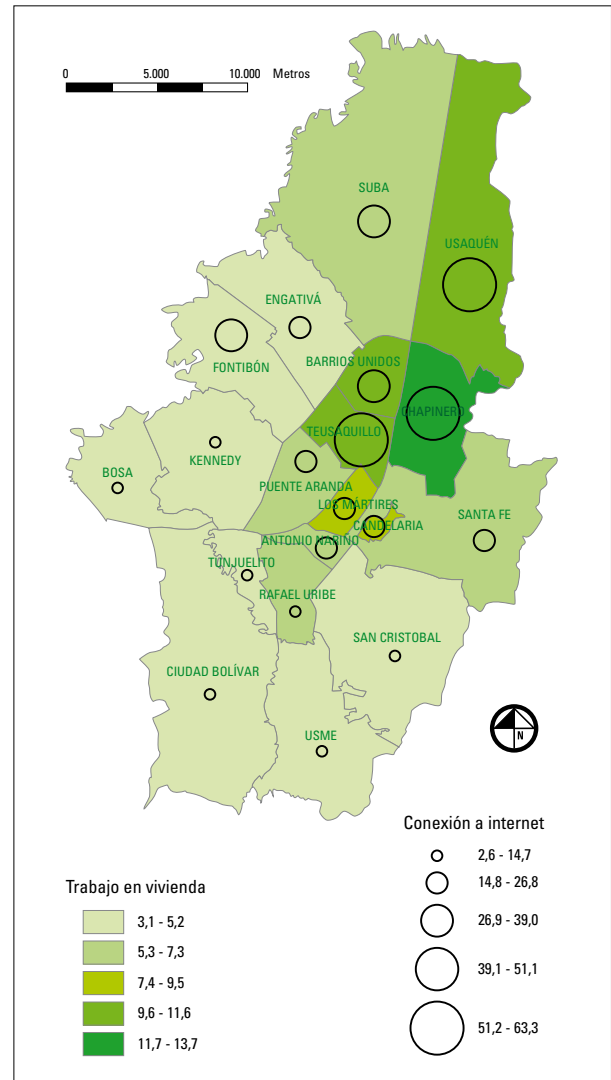 0 5.000 10.000 Metros
SUBA
USAQUÉN
ENGATIVÁ
FONTIBÓN
BARRIOS UNIDOS
CHAPINERO
TEUSAQUILLO
KENNEDY
BOSA
PUENTE ARANDA
LOS MÁRTIRES
CANDELARIA
SANTA FE
ANTONIO NARIÑO
TUNJUELITO
RAFAEL URIBE
SAN CRISTOBAL
CIUDAD BOLÍVAR
USME
N
Conexión a internet
2,6 - 14,7
14,8 - 26,8
26,9 - 39,0
39,1 - 51,1
51,2 - 63,3
Trabajo en vivienda
3,1 - 5,2
5,3 - 7,3
7,4 - 9,5
9,6 - 11,6
11,7 - 13,7